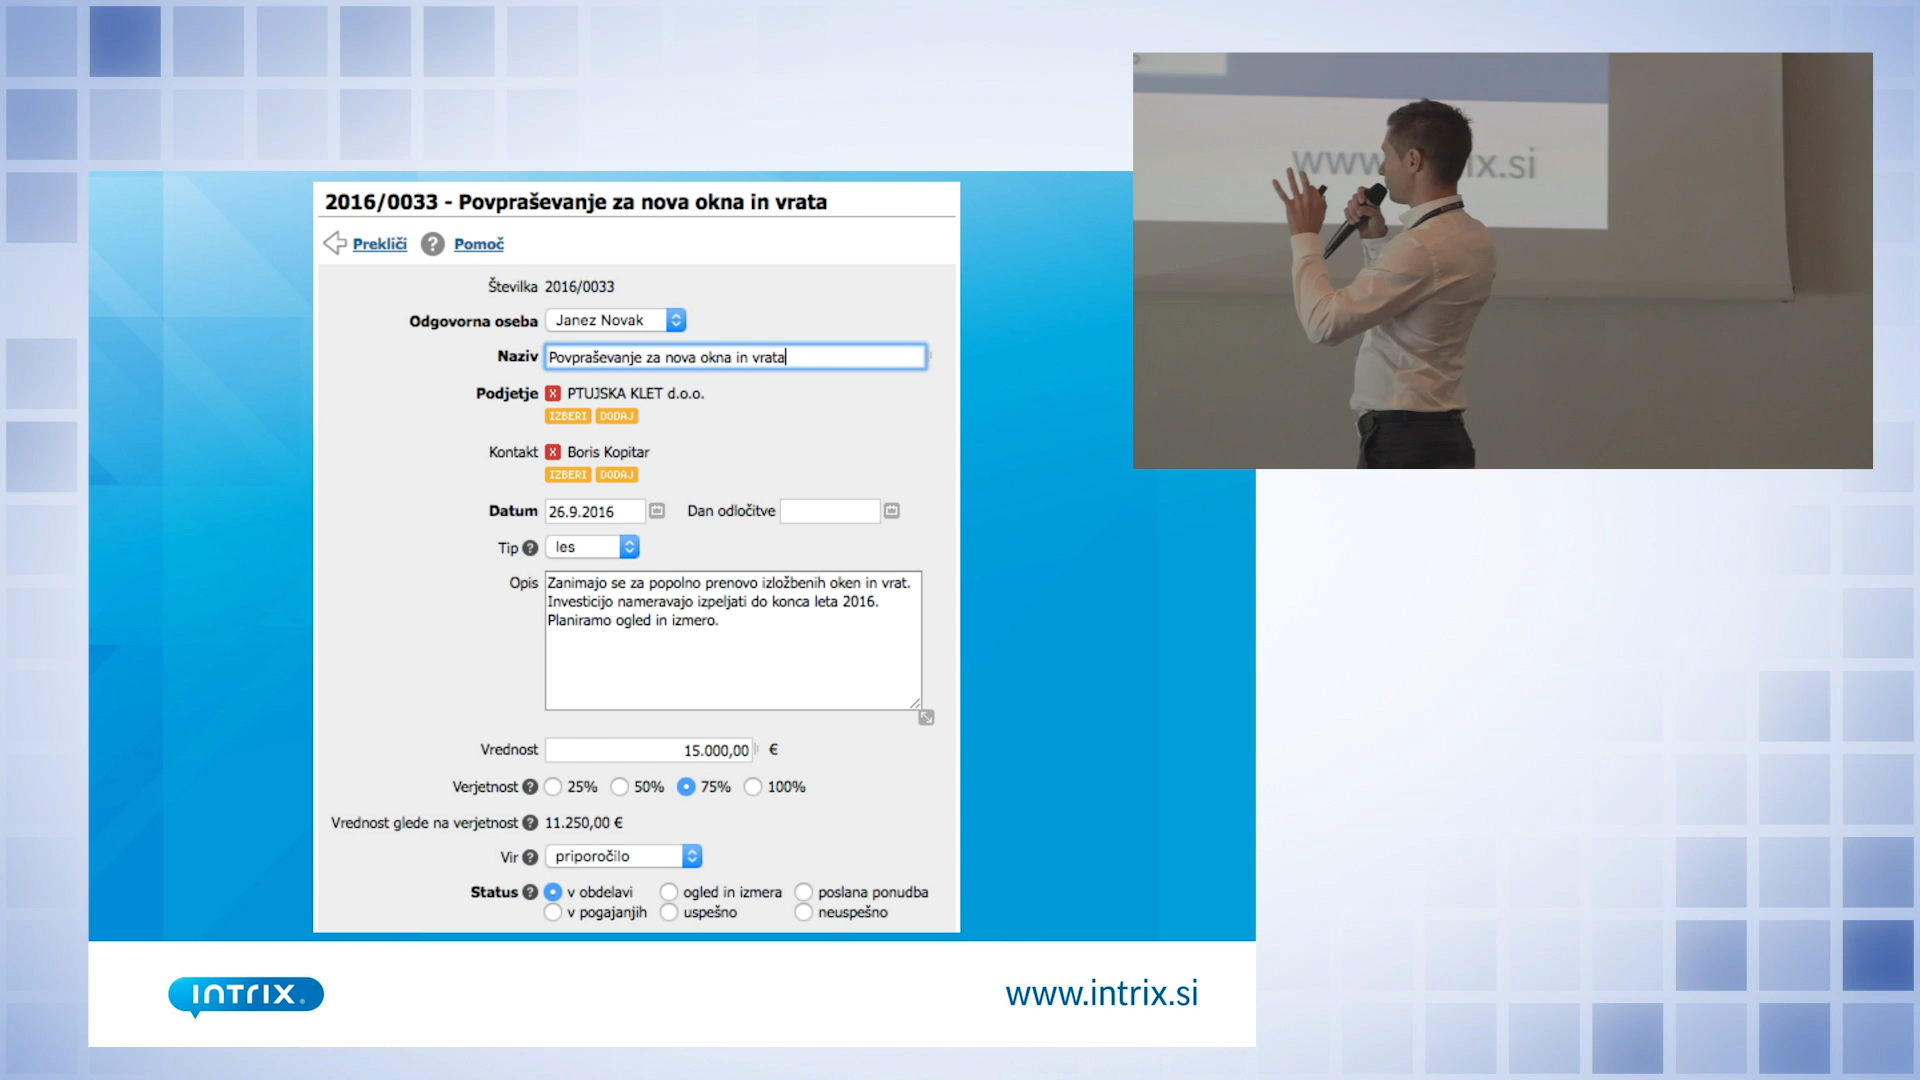 2016/0033 - Povpraševanje za nova okna in vrata
Prekliči ? Pomoč
Številka 2016/0033
Odgovorna oseba Janez Novak
Naziv Povpraševanje za nova okna in vrata
Podjetje X PTUJSKA KLET d.o.o.
IZBERI DODAJ
Kontakt X Boris Kopitar
IZBERI DODAJ
Datum 26.9.2016 Dan odločitve
Tip ? les
Opis Zanimajo se za popolno prenovo izložbenih oken in vrat.
Investicijo nameravajo izpeljati do konca leta 2016.
Planiramo ogled in izmero.
Vrednost 15.000,00 €
Verjetnost ? 25% 50% 75% 100%
Vrednost glede na verjetnost ? 11.250,00 €
Vir ? priporočilo
Status ? v obdelavi ogled in izmera poslana ponudba
v pogajanjih uspešno neuspešno
INTRIX
www.intrix.si
www. ix.si